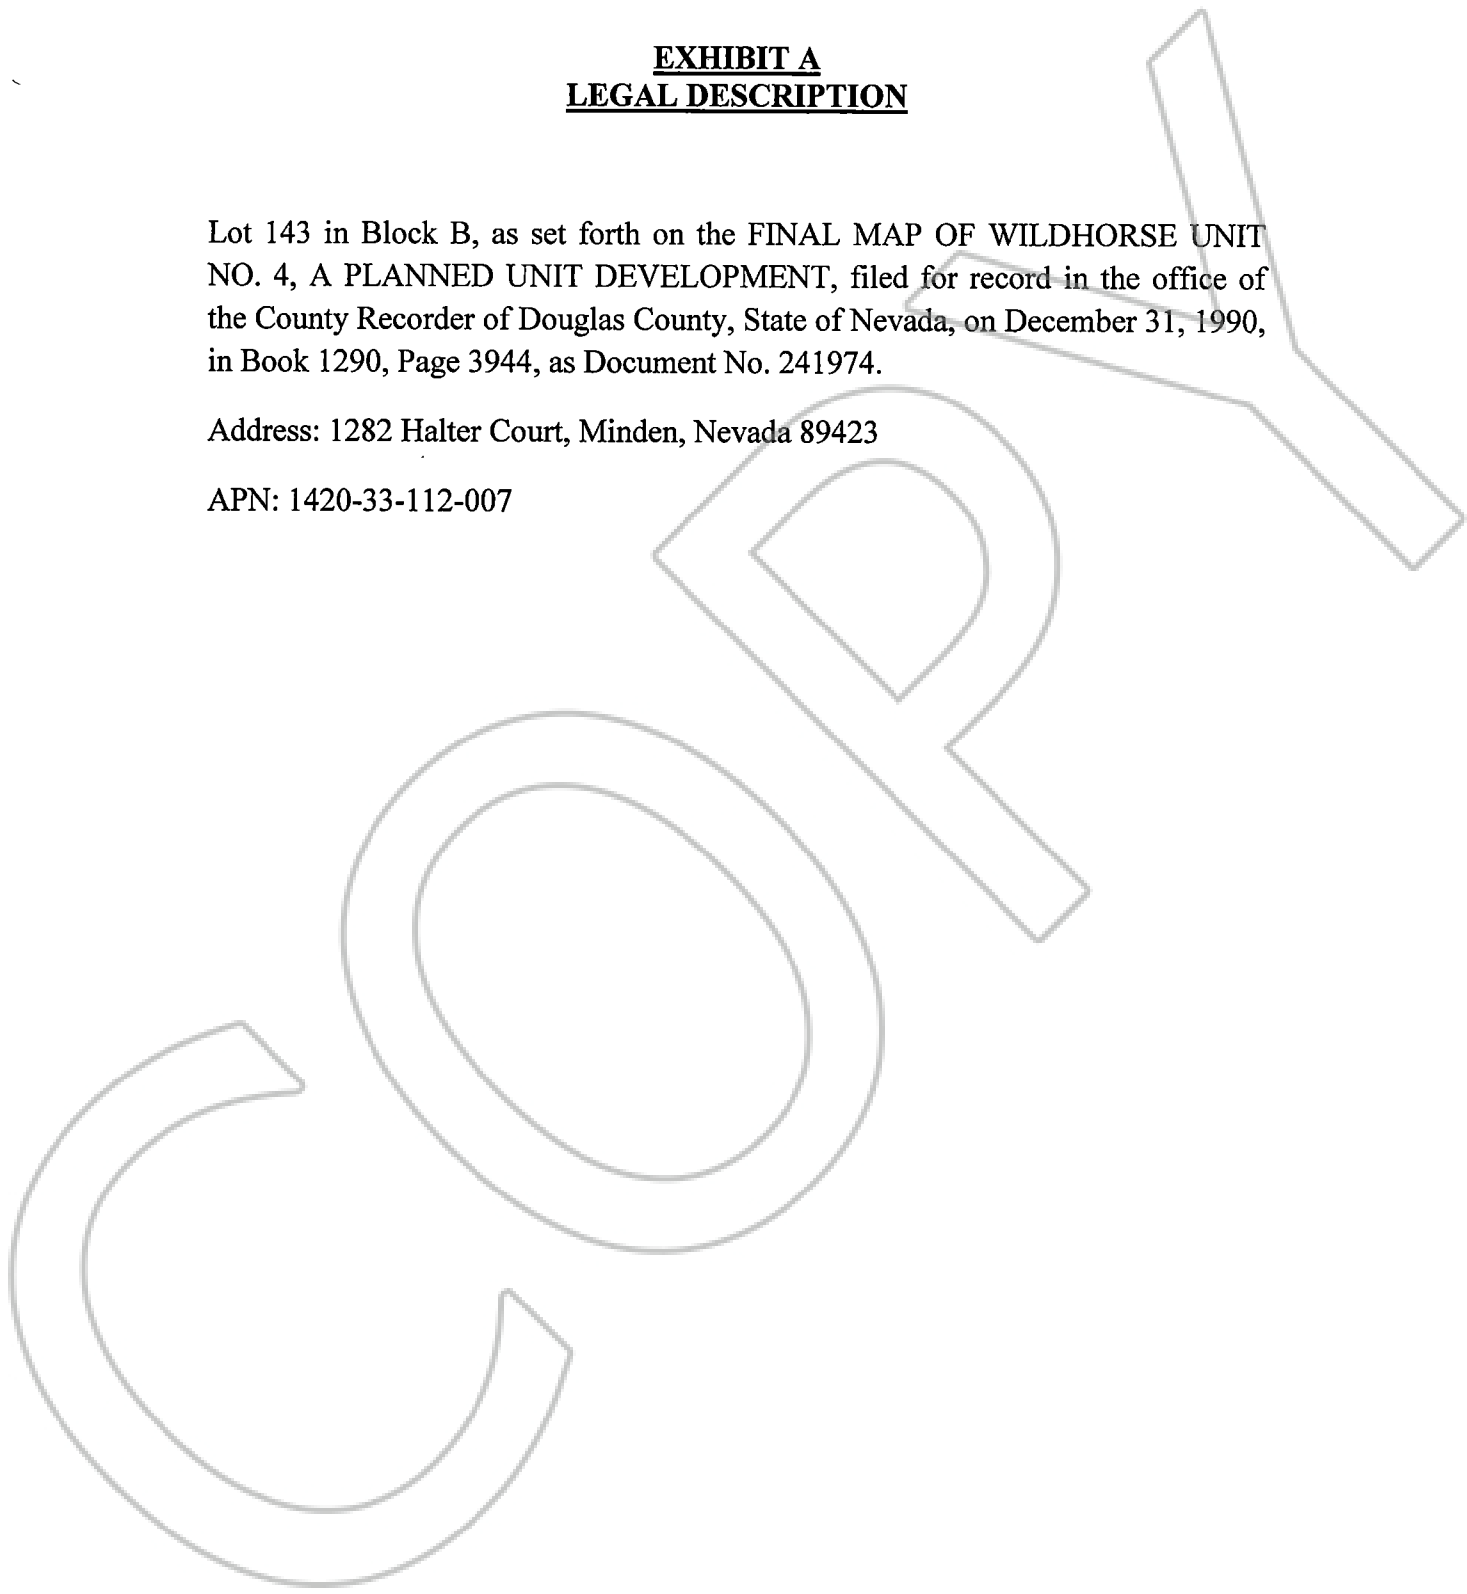 EXHIBIT A
LEGAL DESCRIPTION
Lot 143 in Block B, as set forth on the FINAL MAP OF WILDHORSE UNIT
NO. 4, A PLANNED UNIT DEVELOPMENT, filed for record in the office of
the County Recorder of Douglas County, State of Nevada, on December 31, 1990,
in Book 1290, Page 3944, as Document No. 241974.
Address: 1282 Halter Court, Minden, Nevada 89423
APN: 1420-33-112-007
COPY